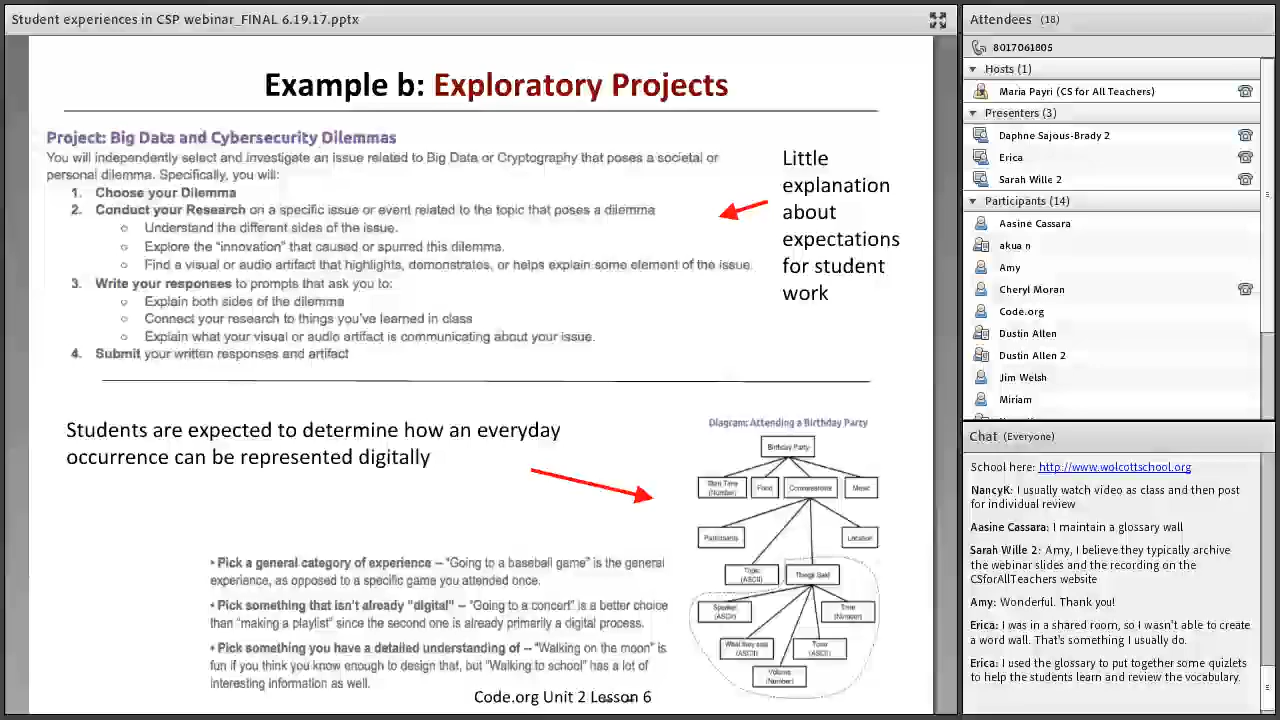 Student experiences in CSP webinar_FINAL 6.19.17.pptx
Example b: Exploratory Projects
Project: Big Data and Cybersecurity Dilemmas
You will independently select and investigate an issue related to Big Data or Cryptography that poses a societal or
personal dilemma. Specifically, you will:
1. Choose your Dilemma
2. Conduct your Research on a specific issue or event related to the topic that poses a dilemma
○ Understand the different sides of the issue.
○ Explore the "innovation" that caused or spurred this dilemma.
○ Find a visual or audio artifact that highlights, demonstrates, or helps explain some element of the issue.
3. Write your responses to prompts that ask you to:
○ Explain both sides of the dilemma
○ Connect your research to things you've learned in class
○ Explain what your visual or audio artifact is communicating about your issue.
4. Submit your written responses and artifact
Little
explanation
about
expectations
for student
work
Students are expected to determine how an everyday
occurrence can be represented digitally
Diagram: Attending a Birthday Party
Birthday Party
Start Time
(Number)
Food
Conversations
Music
Participants
Location
Topic
(ASCII)
Things Said
Speaker
(ASCII)
Time
(Number)
What they said
(ASCII)
Tone
(ASCII)
Volume
(Number)
• Pick a general category of experience – "Going to a baseball game" is the general
experience, as opposed to a specific game you attended once.
• Pick something that isn't already "digital" – "Going to a concert" is a better choice
than "making a playlist" since the second one is already primarily a digital process.
• Pick something you have a detailed understanding of – "Walking on the moon" is
fun if you think you know enough to design that, but "Walking to school" has a lot of
interesting information as well.
Code.org Unit 2 Lesson 6
Attendees (18)
8017061805
Hosts (1)
Maria Payri (CS for All Teachers)
Presenters (3)
Daphne Sajous-Brady 2
Erica
Sarah Wille 2
Participants (14)
Aasine Cassara
akua n
Amy
Cheryl Moran
Code.org
Dustin Allen
Dustin Allen 2
Jim Welsh
Miriam
Chat (Everyone)
School here: http://www.wolcottschool.org
NancyK: I usually watch video as class and then post
for individual review
Aasine Cassara: I maintain a glossary wall
Sarah Wille 2: Amy, I believe they typically archive
the webinar slides and the recording on the
CSforAllTeachers website
Amy: Wonderful. Thank you!
Erica: I was in a shared room, so I wasn't able to create
a word wall. That's something I usually do.
Erica: I used the glossary to put together some quizlets
to help the students learn and review the vocabulary.